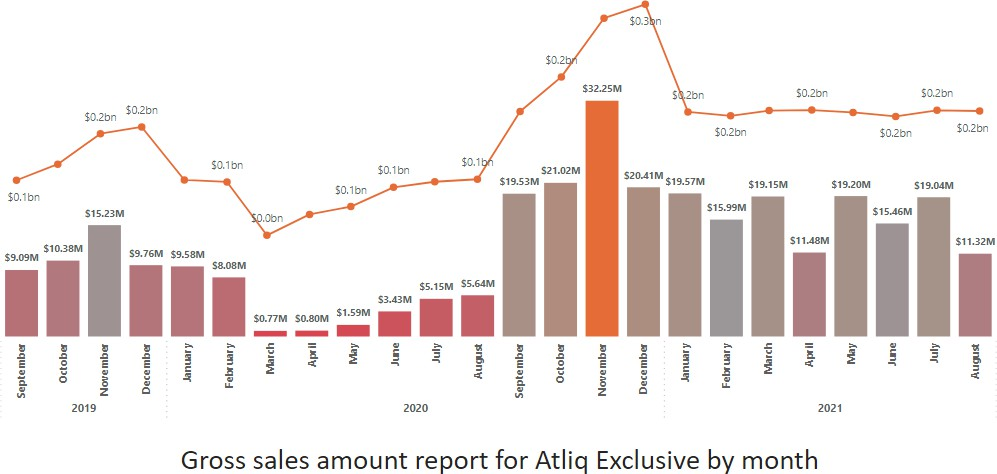 $0.3bn
$0.2bn
$32.25M
$0.2bn
$0.2bn
$0.2bn
$0.2bn
$0.2bn
$0.2bn
$0.2bn
$0.2bn
$0.2bn
$0.1bn
$0.1bn
$0.1bn
$0.1bn
$0.1bn
$0.0bn
$9.09M
$10.38M
$15.23M
$9.76M
$9.58M
$8.08M
$0.77M
$0.80M
$1.59M
$3.43M
$5.15M
$5.64M
$19.53M
$21.02M
$20.41M
$19.57M
$15.99M
$19.15M
$11.48M
$19.20M
$15.46M
$19.04M
$11.32M
September
October
November
December
January
February
March
April
May
June
July
August
September
October
November
December
January
February
March
April
May
June
July
August
2019
2020
2021
Gross sales amount report for Atliq Exclusive by month